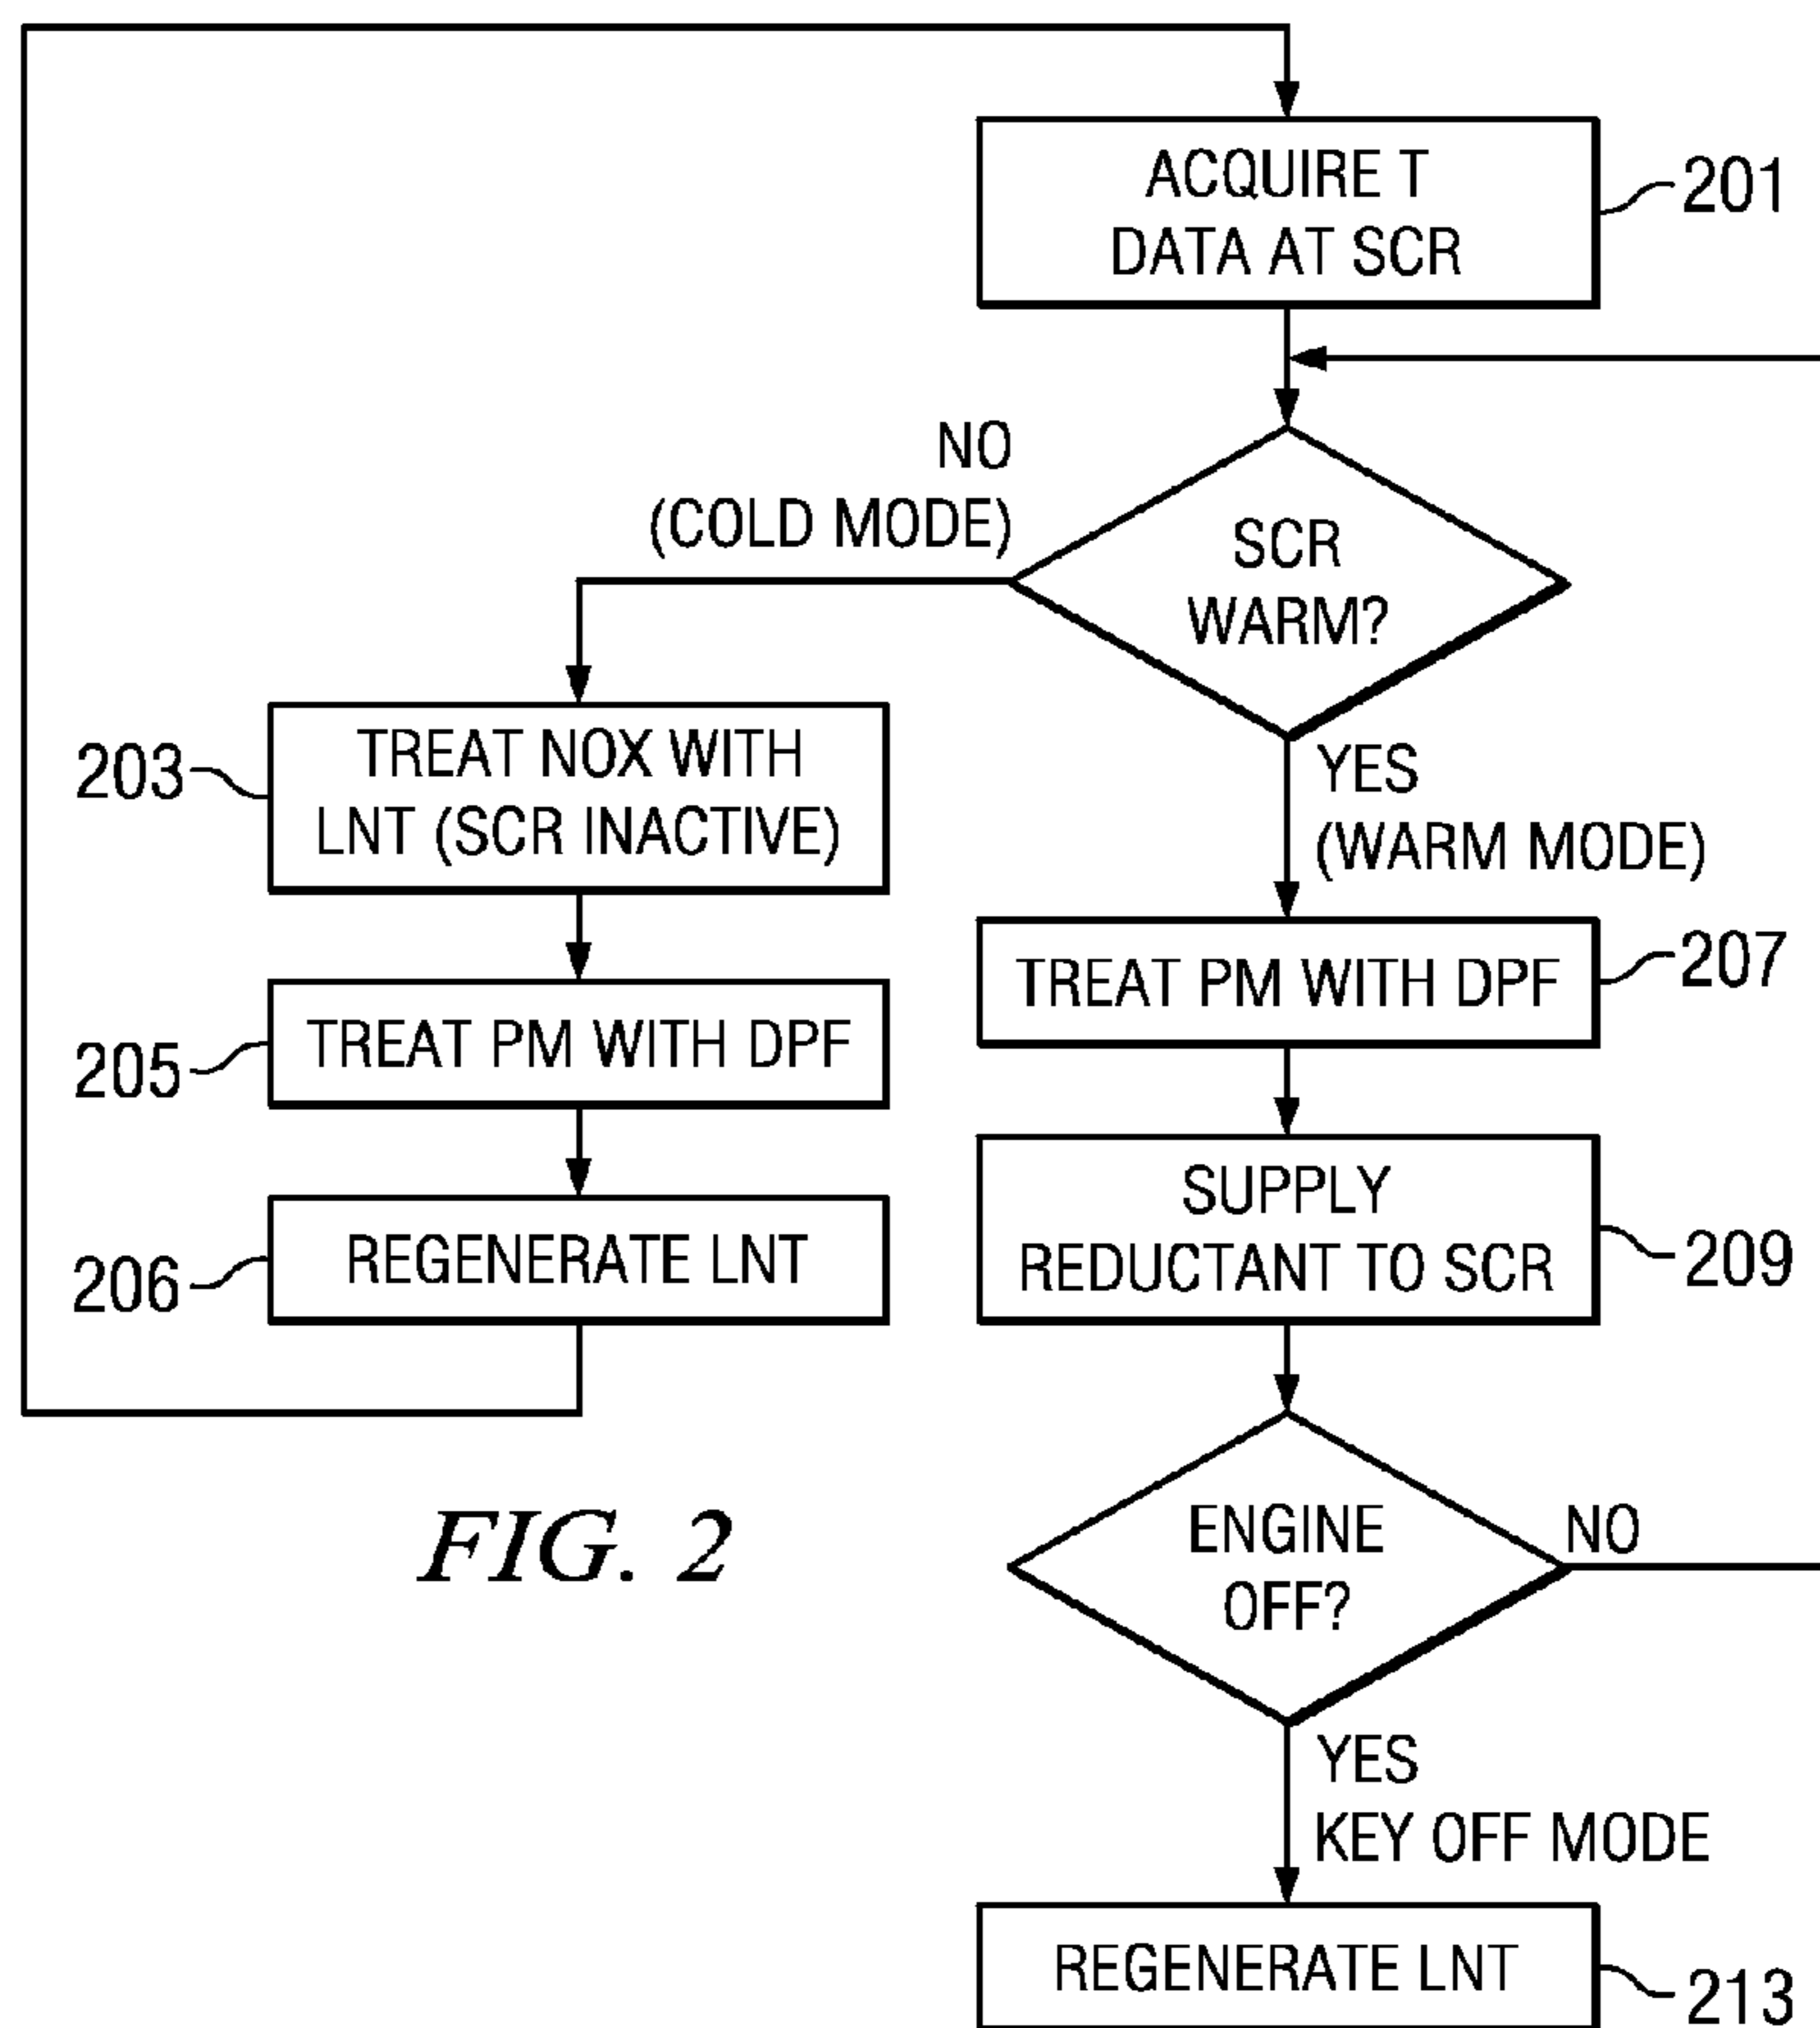 ACQUIRE T
DATA AT SCR
201
NO
(COLD MODE)
SCR
WARM?
YES
(WARM MODE)
203
TREAT NOX WITH
LNT (SCR INACTIVE)
205
TREAT PM WITH DPF
206
REGENERATE LNT
TREAT PM WITH DPF
207
SUPPLY
REDUCTANT TO SCR
209
ENGINE
OFF?
NO
YES
KEY OFF MODE
REGENERATE LNT
213
FIG. 2